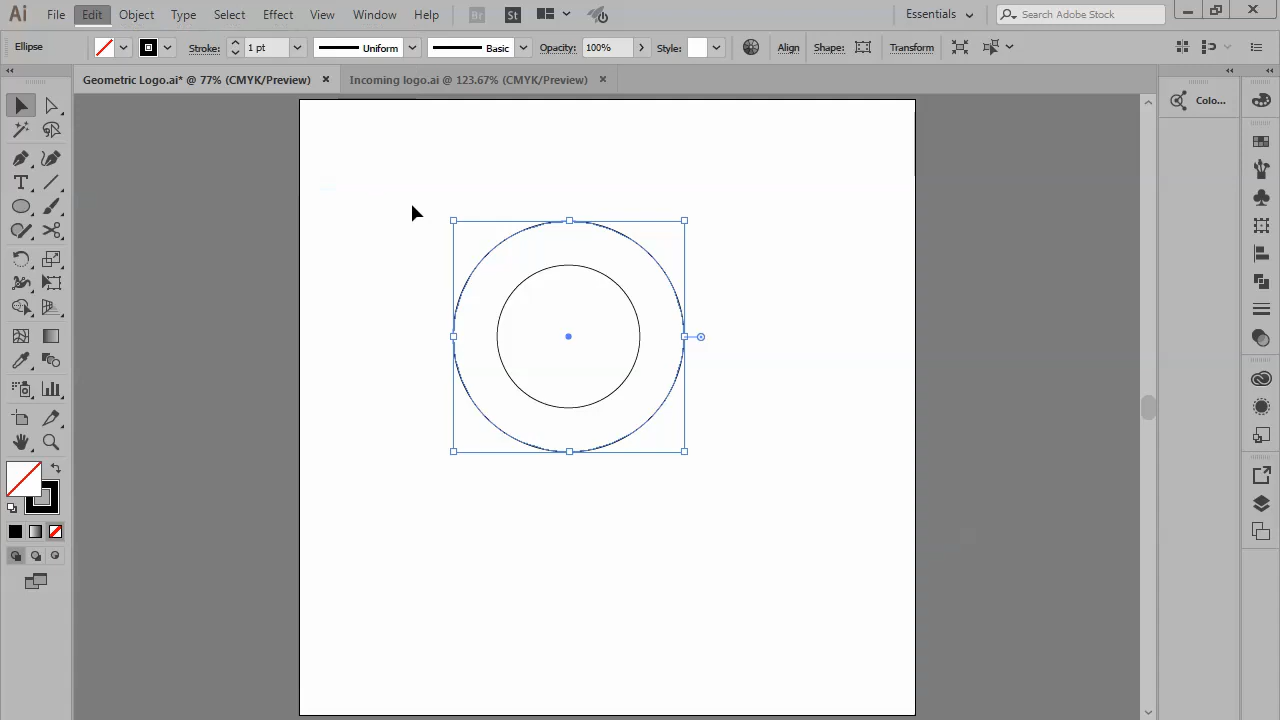 Ai File Edit Object Type Select Effect View Window Help Br St Essentials Search Adobe Stock
Ellipse Stroke: 1 pt Uniform Basic Opacity: 100% Style: Align Shape: Transform
Geometric Logo.ai* @ 77% (CMYK/Preview) × Incoming logo.ai @ 123.67% (CMYK/Preview) ×
Colo...
T